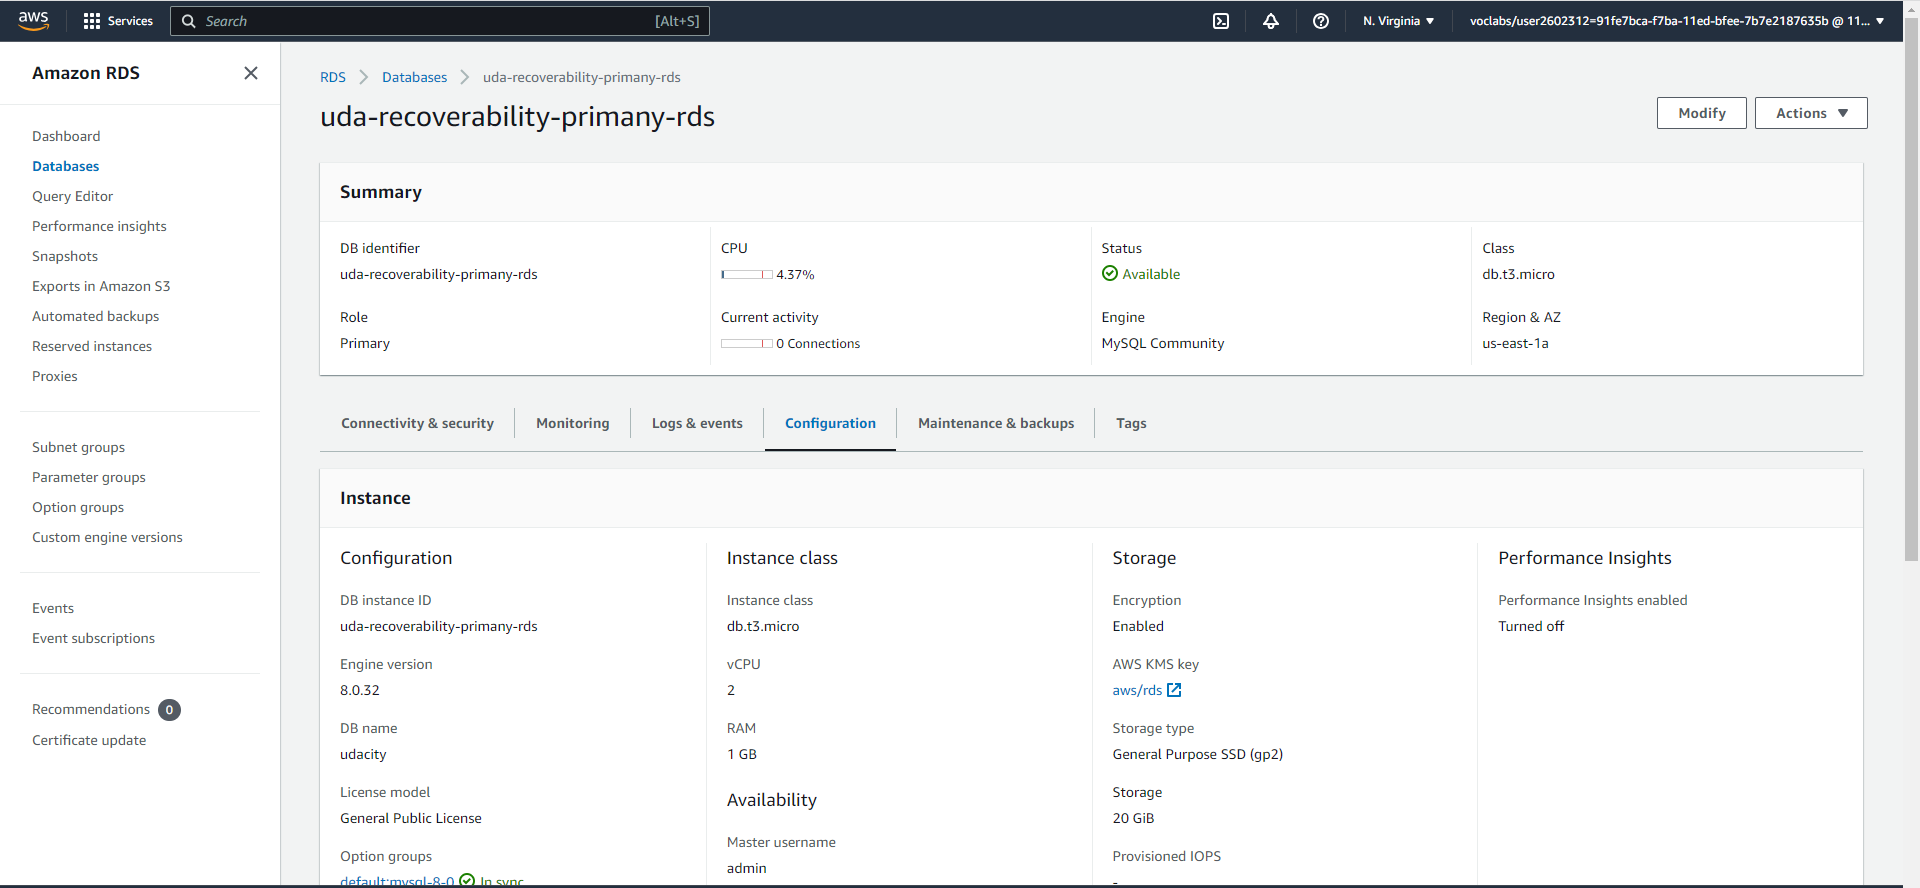 aws
Services
Search
[Alt+S]
N. Virginia
voclabs/user2602312=91fe7bca-f7ba-11ed-bfee-7b7e2187635b @ 11...
Amazon RDS
Dashboard
Databases
Query Editor
Performance insights
Snapshots
Exports in Amazon S3
Automated backups
Reserved instances
Proxies
Subnet groups
Parameter groups
Option groups
Custom engine versions
Events
Event subscriptions
Recommendations 0
Certificate update
RDS
Databases
uda-recoverability-primany-rds
uda-recoverability-primany-rds
Modify
Actions
Summary
DB identifier
uda-recoverability-primany-rds
CPU
4.37%
Status
Available
Class
db.t3.micro
Role
Primary
Current activity
0 Connections
Engine
MySQL Community
Region & AZ
us-east-1a
Connectivity & security
Monitoring
Logs & events
Configuration
Maintenance & backups
Tags
Instance
Configuration
DB instance ID
uda-recoverability-primany-rds
Engine version
8.0.32
DB name
udacity
License model
General Public License
Option groups
default:mysql-8-0 In sync
Instance class
Instance class
db.t3.micro
vCPU
2
RAM
1 GB
Availability
Master username
admin
Storage
Encryption
Enabled
AWS KMS key
aws/rds
Storage type
General Purpose SSD (gp2)
Storage
20 GiB
Provisioned IOPS
-
Performance Insights
Performance Insights enabled
Turned off